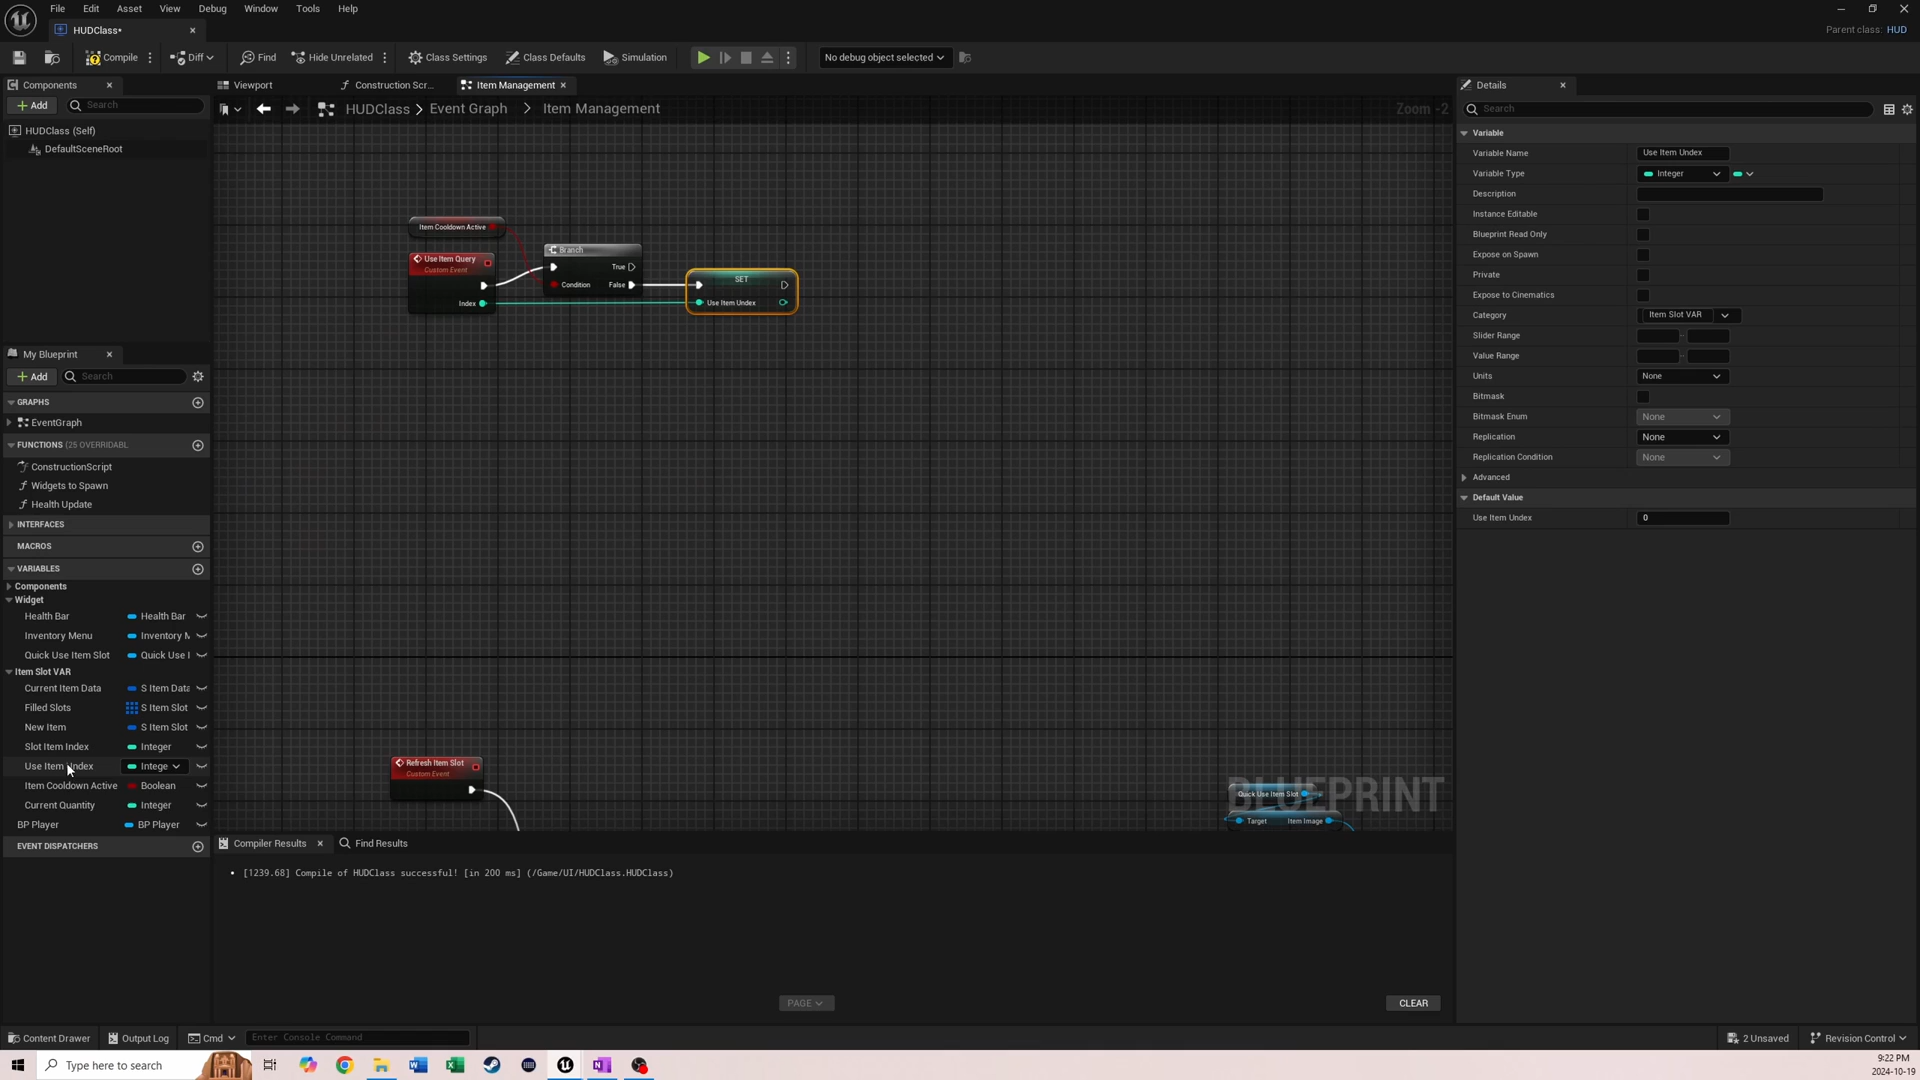 File Edit Asset View Debug Window Tools Help
HUDClass•
Parent class: HUD
Compile Diff Find Hide Unrelated Class Settings Class Defaults Simulation No debug object selected
Components
Add Search
HUDClass (Self)
DefaultSceneRoot
Viewport Construction Scr... Item Management
HUDClass > Event Graph > Item Management
Zoom -2
Item Cooldown Active
Use Item Query
Custom Event
Index
Branch
True
Condition False
SET
Use Item Undex
Refresh Item Slot
Custom Event
Quick Use Item Slot
Target Item Image
BLUEPRINT
My Blueprint
Add Search
GRAPHS
EventGraph
FUNCTIONS (25 OVERRIDABL
ConstructionScript
Widgets to Spawn
Health Update
INTERFACES
MACROS
VARIABLES
Components
Widget
Health Bar Health Bar
Inventory Menu Inventory M
Quick Use Item Slot Quick Use I
Item Slot VAR
Current Item Data S Item Data
Filled Slots S Item Slot
New Item S Item Slot
Slot Item Index Integer
Use Item Undex Intege
Item Cooldown Active Boolean
Current Quantity Integer
BP Player BP Player
EVENT DISPATCHERS
Compiler Results Find Results
[1239.68] Compile of HUDClass successful! [in 200 ms] (/Game/UI/HUDClass.HUDClass)
PAGE
CLEAR
Details
Search
Variable
Variable Name Use Item Undex
Variable Type Integer
Description
Instance Editable
Blueprint Read Only
Expose on Spawn
Private
Expose to Cinematics
Category Item Slot VAR
Slider Range
Value Range
Units None
Bitmask
Bitmask Enum None
Replication None
Replication Condition None
Advanced
Default Value
Use Item Undex 0
Content Drawer Output Log Cmd Enter Console Command
2 Unsaved Revision Control
Type here to search
9:22 PM
2024-10-19